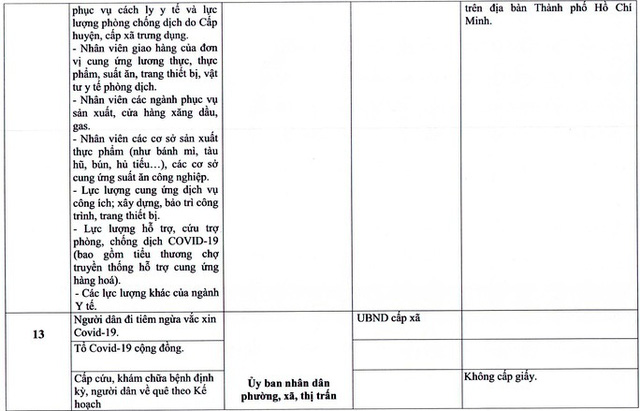 phục vụ cách ly y tế và lực
lượng phòng chống dịch do Cấp
huyện, cấp xã trưng dụng.
- Nhân viên giao hàng của đơn
vị cung ứng lương thực, thực
phẩm, suất ăn, trang thiết bị, vật
tư y tế phòng dịch.
- Nhân viên các ngành phục vụ
sản xuất, cửa hàng xăng dầu,
gas.
- Nhân viên các cơ sở sản xuất
thực phẩm (như bánh mì, tàu
hũ, bún, hủ tiếu…), các cơ sở
cung ứng suất ăn công nghiệp.
- Lực lượng cung ứng dịch vụ
công ích; xây dựng, bảo trì công
trình, trang thiết bị.
- Lực lượng hỗ trợ, cứu trợ
phòng, chống dịch COVID-19
(bao gồm tiểu thương chợ
truyền thống hỗ trợ cung ứng
hàng hoá).
- Các lực lượng khác của ngành
Y tế.
trên địa bàn Thành phố Hồ Chí
Minh.
13
Người dân đi tiêm ngừa vắc xin
Covid-19.
UBND cấp xã
Tổ Covid-19 cộng đồng.
Cấp cứu, khám chữa bệnh định
kỳ, người dân về quê theo Kế
hoạch
Ủy ban nhân dân
phường, xã, thị trấn
Không cấp giấy.